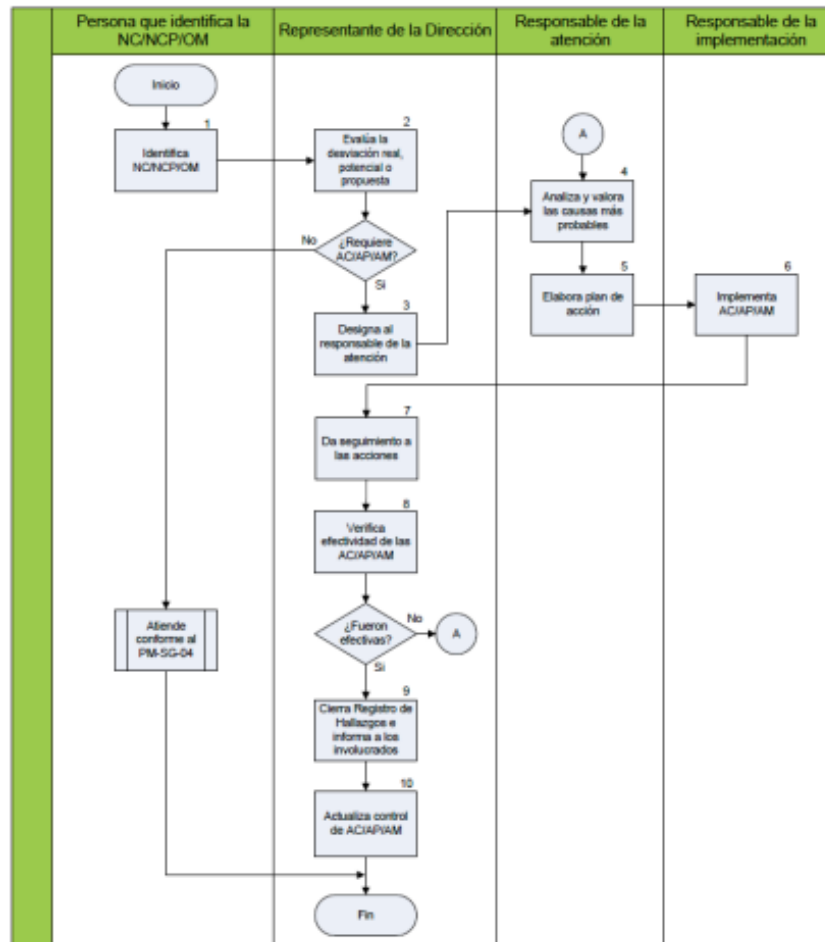 Persona que identifica la
NC/NCP/OM
Representante de la Dirección
Responsable de la
atención
Responsable de la
implementación
Inicio
1
Identifica
NC/NCP/OM
2
Evalúa la
desviación real,
potencial o
propuesta
A
4
Analiza y valora
las causas más
probables
No
¿Requiere
AC/AP/AM?
Si
3
Designa al
responsable de la
atención
5
Elabora plan de
acción
6
Implementa
AC/AP/AM
7
Da seguimiento a
las acciones
8
Verifica
efectividad de las
AC/AP/AM
Atiende
conforme al
PM-SG-04
¿Fueron
efectivas?
No
A
Si
9
Cierra Registro de
Hallazgos e
informa a los
involucrados
10
Actualiza control
de AC/AP/AM
Fin